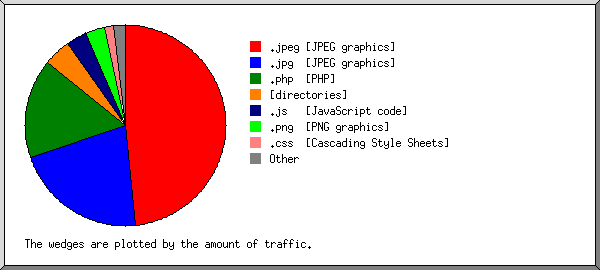 .jpeg [JPEG graphics]
.jpg [JPEG graphics]
.php [PHP]
[directories]
.js [JavaScript code]
.png [PNG graphics]
.css [Cascading Style Sheets]
Other
The wedges are plotted by the amount of traffic.